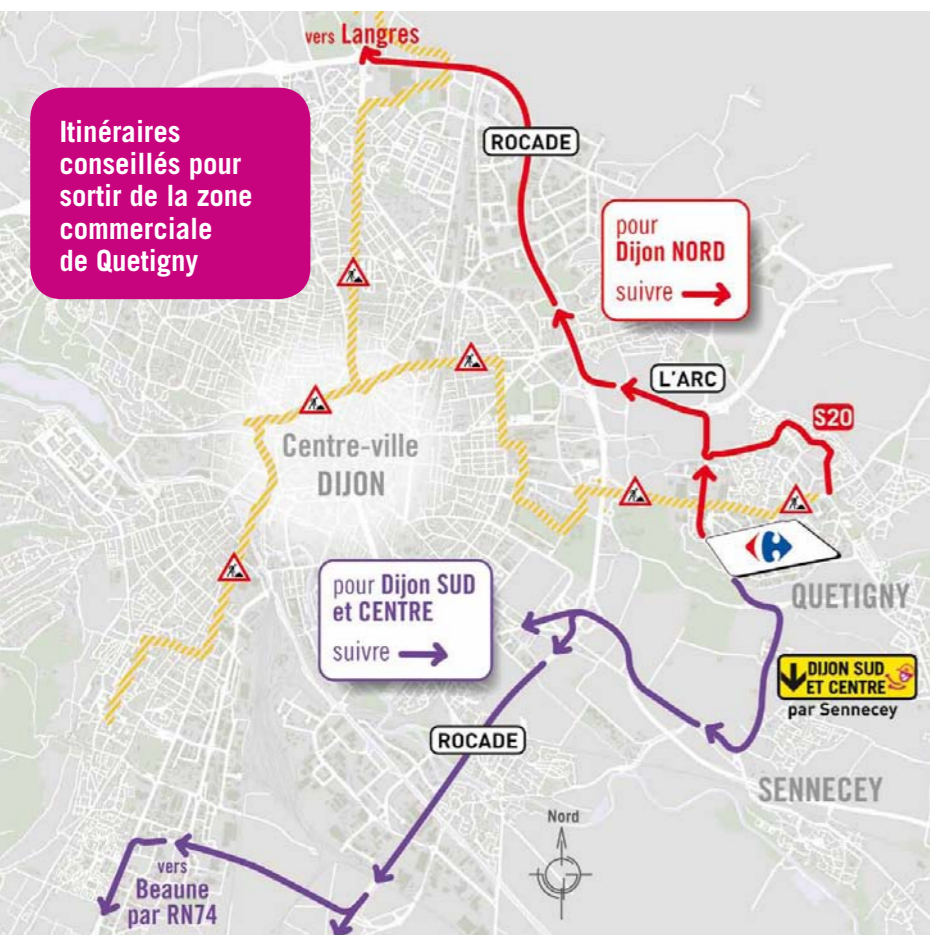 vers Langres
Itinéraires
conseillés pour
sortir de la zone
commerciale
de Quetigny
ROCADE
pour
Dijon NORD
suivre
L'ARC
S20
Centre-ville
DIJON
pour Dijon SUD
et CENTRE
suivre
QUETIGNY
DIJON SUD
ET CENTRE
par Sennecey
ROCADE
SENNECEY
Nord
vers
Beaune
par RN74